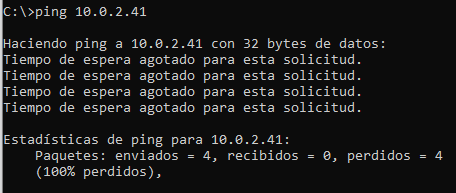 C:\>ping 10.0.2.41
Haciendo ping a 10.0.2.41 con 32 bytes de datos:
Tiempo de espera agotado para esta solicitud.
Tiempo de espera agotado para esta solicitud.
Tiempo de espera agotado para esta solicitud.
Tiempo de espera agotado para esta solicitud.
Estadísticas de ping para 10.0.2.41:
Paquetes: enviados = 4, recibidos = 0, perdidos = 4
(100% perdidos),